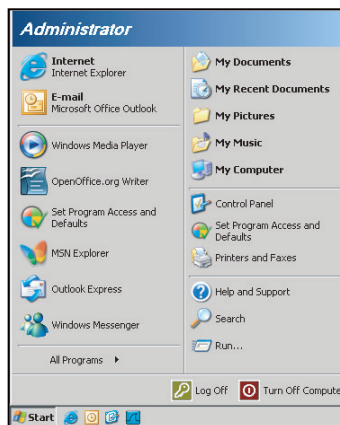 Administrator
Internet
Internet Explorer
E-mail
Microsoft Office Outlook
Windows Media Player
OpenOffice.org Writer
Set Program Access and
Defaults
MSN Explorer
Outlook Express
Windows Messenger
All Programs
My Documents
My Recent Documents
My Pictures
My Music
My Computer
Control Panel
Set Program Access and
Defaults
Printers and Faxes
Help and Support
Search
Run...
Log Off
Turn Off Compute
Start